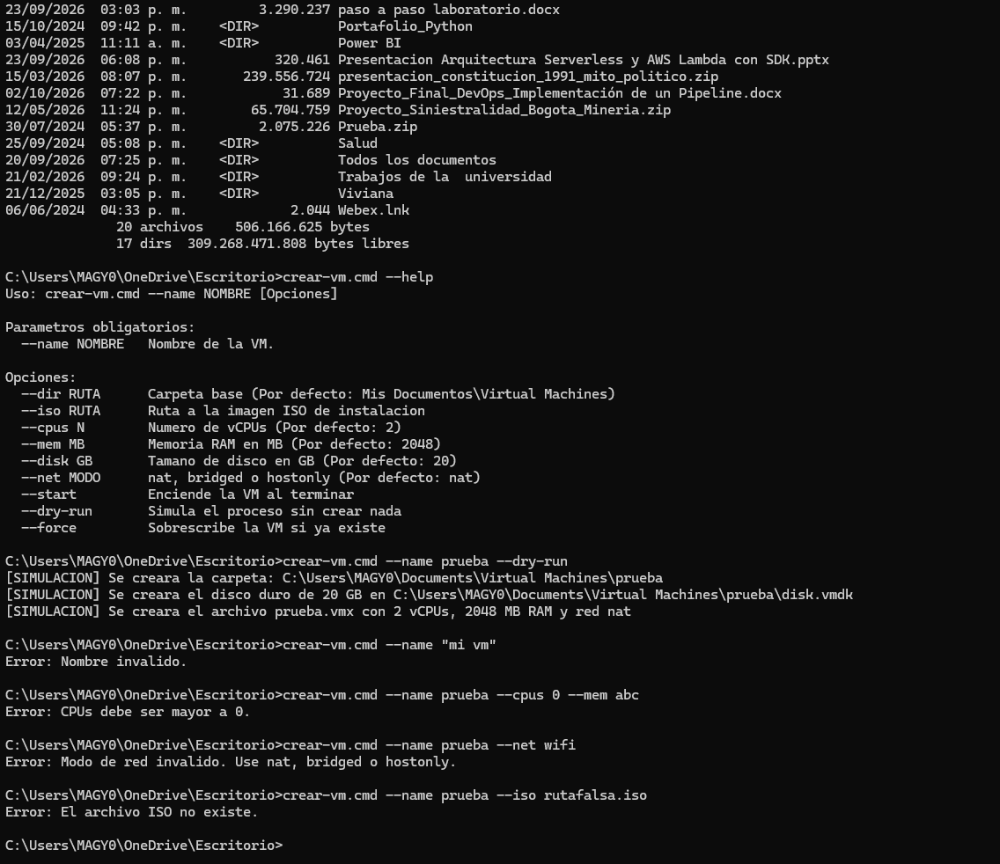 23/09/2026  03:03 p. m.         3.290.237 paso a paso laboratorio.docx
15/10/2024  09:42 p. m.    <DIR>          Portafolio_Python
03/04/2025  11:11 a. m.    <DIR>          Power BI
23/09/2026  06:08 p. m.           320.461 Presentacion Arquitectura Serverless y AWS Lambda con SDK.pptx
15/03/2026  08:07 p. m.       239.556.724 presentacion_constitucion_1991_mito_politico.zip
02/10/2026  07:22 p. m.            31.689 Proyecto_Final_DevOps_Implementación de un Pipeline.docx
12/05/2026  11:24 p. m.        65.704.759 Proyecto_Siniestralidad_Bogota_Mineria.zip
30/07/2024  05:37 p. m.         2.075.226 Prueba.zip
25/09/2024  05:08 p. m.    <DIR>          Salud
20/09/2026  07:25 p. m.    <DIR>          Todos los documentos
21/02/2026  09:24 p. m.    <DIR>          Trabajos de la  universidad
21/12/2025  03:05 p. m.    <DIR>          Viviana
06/06/2024  04:33 p. m.             2.044 Webex.lnk
              20 archivos    506.166.625 bytes
              17 dirs  309.268.471.808 bytes libres

C:\Users\MAGY0\OneDrive\Escritorio>crear-vm.cmd --help
Uso: crear-vm.cmd --name NOMBRE [Opciones]

Parametros obligatorios:
  --name NOMBRE   Nombre de la VM.

Opciones:
  --dir RUTA      Carpeta base (Por defecto: Mis Documentos\Virtual Machines)
  --iso RUTA      Ruta a la imagen ISO de instalacion
  --cpus N        Numero de vCPUs (Por defecto: 2)
  --mem MB        Memoria RAM en MB (Por defecto: 2048)
  --disk GB       Tamano de disco en GB (Por defecto: 20)
  --net MODO      nat, bridged o hostonly (Por defecto: nat)
  --start         Enciende la VM al terminar
  --dry-run       Simula el proceso sin crear nada
  --force         Sobrescribe la VM si ya existe

C:\Users\MAGY0\OneDrive\Escritorio>crear-vm.cmd --name prueba --dry-run
[SIMULACION] Se creara la carpeta: C:\Users\MAGY0\Documents\Virtual Machines\prueba
[SIMULACION] Se creara el disco duro de 20 GB en C:\Users\MAGY0\Documents\Virtual Machines\prueba\disk.vmdk
[SIMULACION] Se creara el archivo prueba.vmx con 2 vCPUs, 2048 MB RAM y red nat

C:\Users\MAGY0\OneDrive\Escritorio>crear-vm.cmd --name "mi vm"
Error: Nombre invalido.

C:\Users\MAGY0\OneDrive\Escritorio>crear-vm.cmd --name prueba --cpus 0 --mem abc
Error: CPUs debe ser mayor a 0.

C:\Users\MAGY0\OneDrive\Escritorio>crear-vm.cmd --name prueba --net wifi
Error: Modo de red invalido. Use nat, bridged o hostonly.

C:\Users\MAGY0\OneDrive\Escritorio>crear-vm.cmd --name prueba --iso rutafalsa.iso
Error: El archivo ISO no existe.

C:\Users\MAGY0\OneDrive\Escritorio>